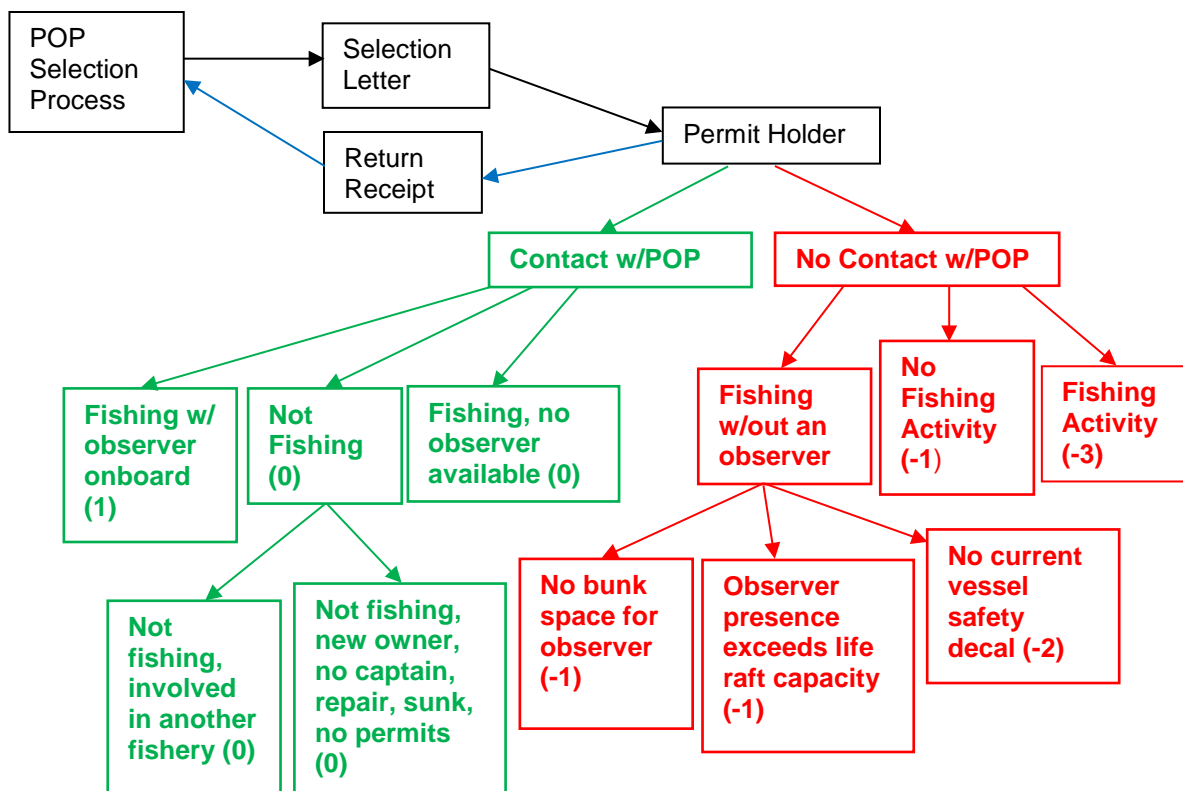 POP
Selection
Process
Selection
Letter
Return
Receipt
Permit Holder
Contact w/POP
No Contact w/POP
Fishing w/
observer
onboard
(1)
Not
Fishing
(0)
Fishing, no
observer
available (0)
Fishing
w/out an
observer
No
Fishing
Activity
(-1)
Fishing
Activity
(-3)
Not
fishing,
involved
in another
fishery (0)
Not fishing,
new owner,
no captain,
repair, sunk,
no permits
(0)
No bunk
space for
observer
(-1)
Observer
presence
exceeds life
raft capacity
(-1)
No current
vessel
safety
decal (-2)